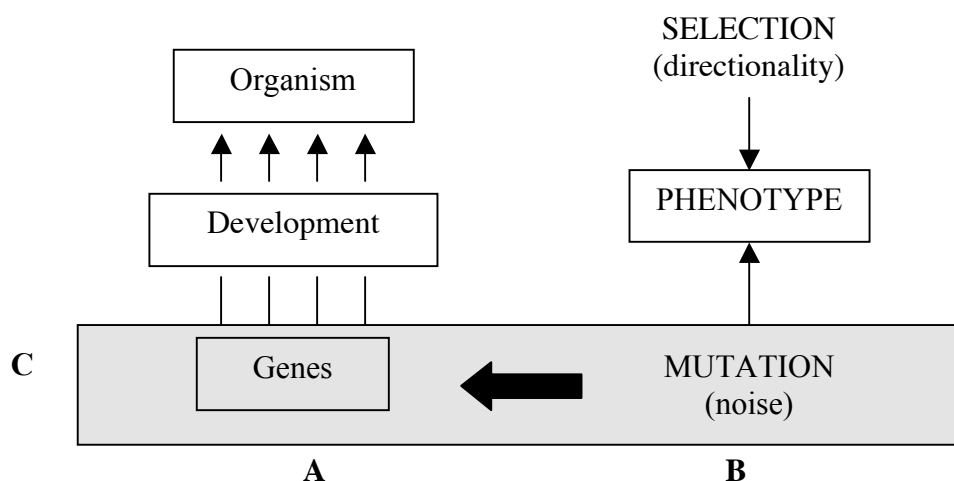 SELECTION
(directionality)
Organism
PHENOTYPE
Development
C
Genes
MUTATION
(noise)
A
B